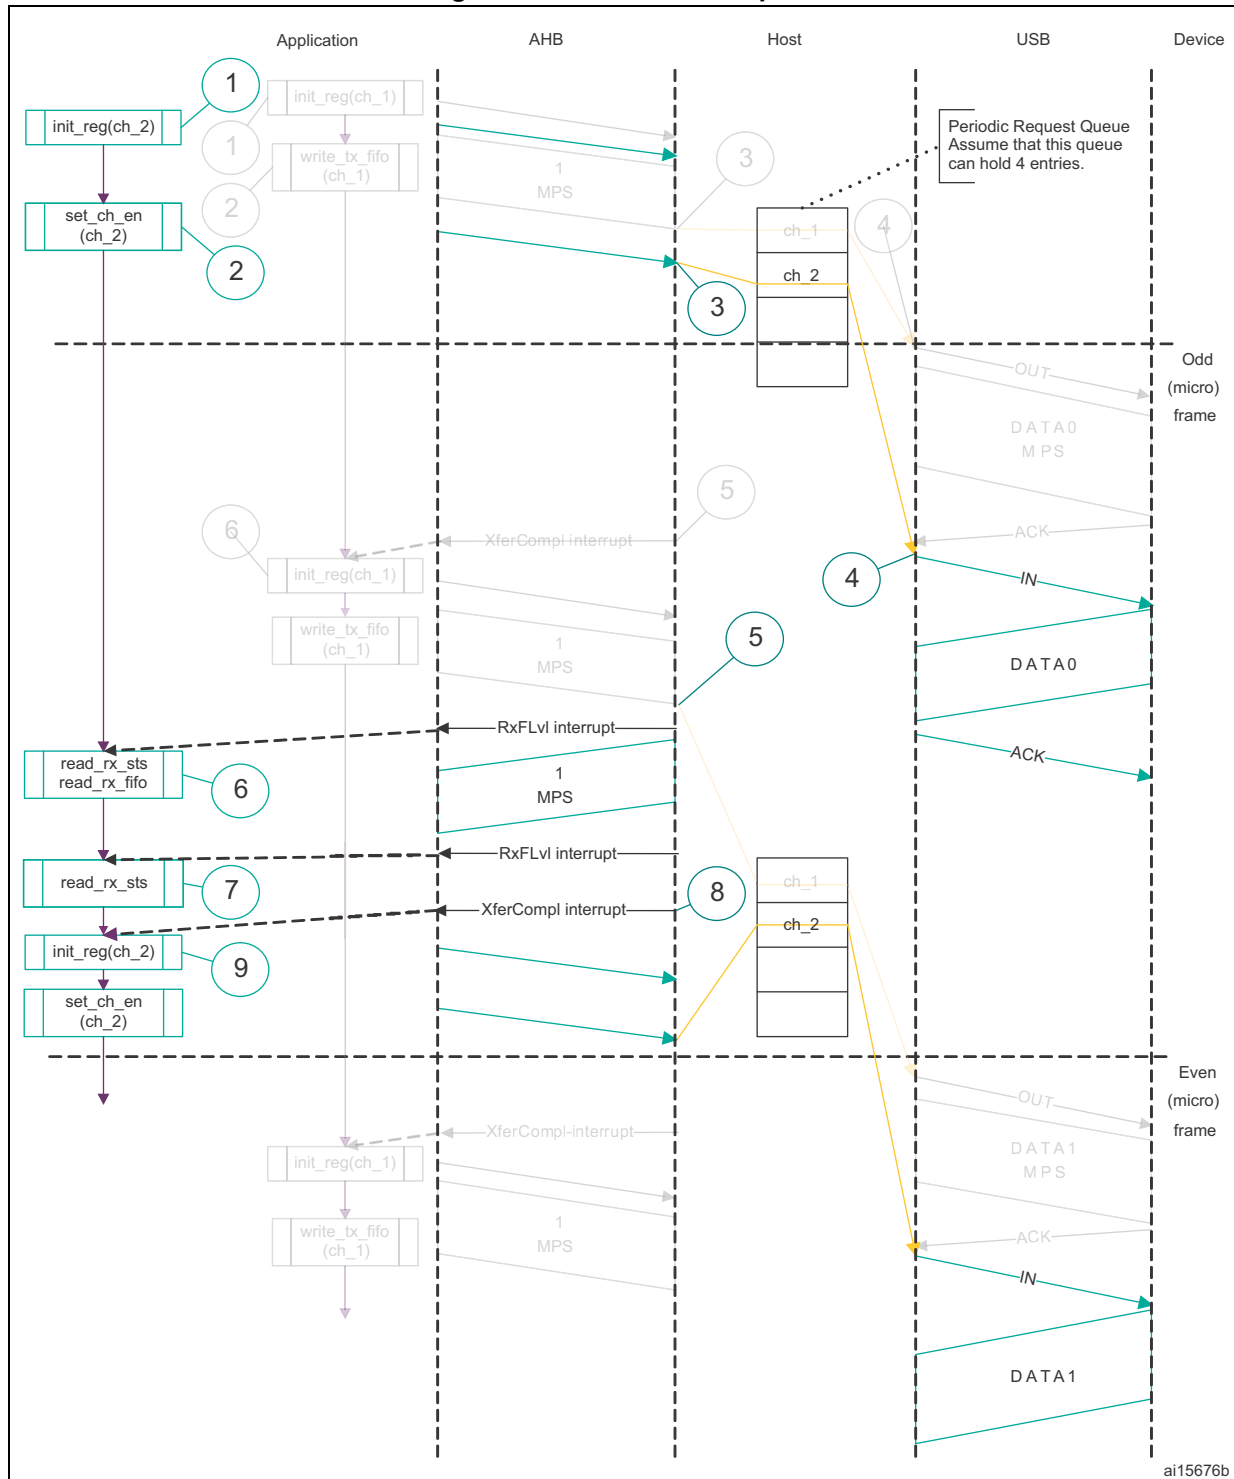 Application
AHB
Host
USB
Device
1
init_reg(ch_2)
init_reg(ch_1)
1
Periodic Request Queue
Assume that this queue
can hold 4 entries.
write_tx_fifo
(ch_1)
1
MPS
3
2
set_ch_en
(ch_2)
2
ch_1
4
ch_2
3
Odd
(micro)
frame
OUT
DATA0
MPS
5
6
XferCompl interrupt
ACK
init_reg(ch_1)
4
IN
write_tx_fifo
(ch_1)
1
MPS
5
DATA0
RxFLvl interrupt
ACK
read_rx_sts
read_rx_fifo
6
1
MPS
RxFLvl interrupt
read_rx_sts
7
8
ch_1
XferCompl interrupt
ch_2
init_reg(ch_2)
9
set_ch_en
(ch_2)
Even
(micro)
frame
OUT
XferCompl-interrupt
DATA1
MPS
init_reg(ch_1)
write_tx_fifo
(ch_1)
1
MPS
ACK
IN
DATA1
ai15676b